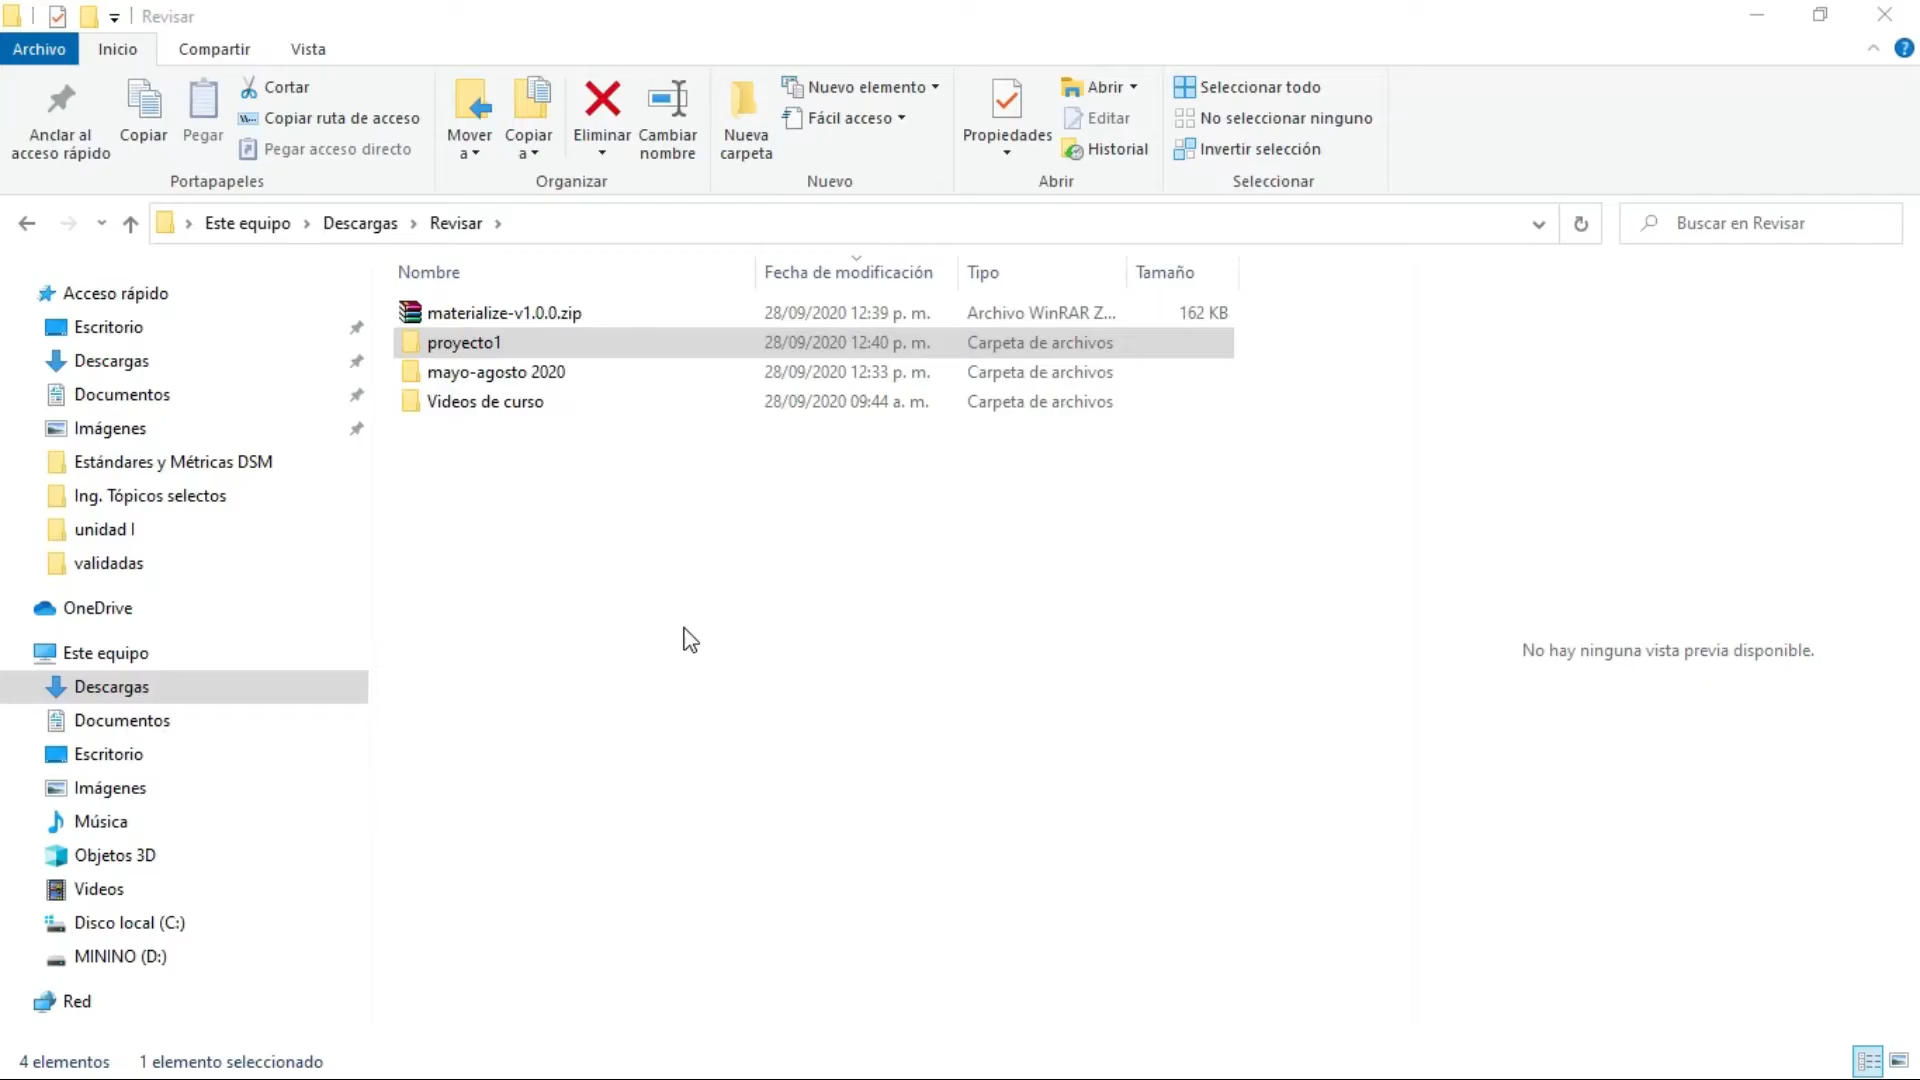 Revisar
Archivo Inicio Compartir Vista
Anclar al acceso rápido
Copiar
Pegar
Cortar
Copiar ruta de acceso
Pegar acceso directo
Portapapeles
Mover a
Copiar a
Eliminar
Cambiar nombre
Organizar
Nueva carpeta
Nuevo elemento
Fácil acceso
Nuevo
Propiedades
Abrir
Editar
Historial
Abrir
Seleccionar todo
No seleccionar ninguno
Invertir selección
Seleccionar
Este equipo Descargas Revisar
Buscar en Revisar
Acceso rápido
Escritorio
Descargas
Documentos
Imágenes
Estándares y Métricas DSM
Ing. Tópicos selectos
unidad I
validadas
OneDrive
Este equipo
Descargas
Documentos
Escritorio
Imágenes
Música
Objetos 3D
Videos
Disco local (C:)
MININO (D:)
Red
Nombre Fecha de modificación Tipo Tamaño
materialize-v1.0.0.zip 28/09/2020 12:39 p. m. Archivo WinRAR Z... 162 KB
proyecto1 28/09/2020 12:40 p. m. Carpeta de archivos
mayo-agosto 2020 28/09/2020 12:33 p. m. Carpeta de archivos
Videos de curso 28/09/2020 09:44 a. m. Carpeta de archivos
No hay ninguna vista previa disponible.
4 elementos 1 elemento seleccionado